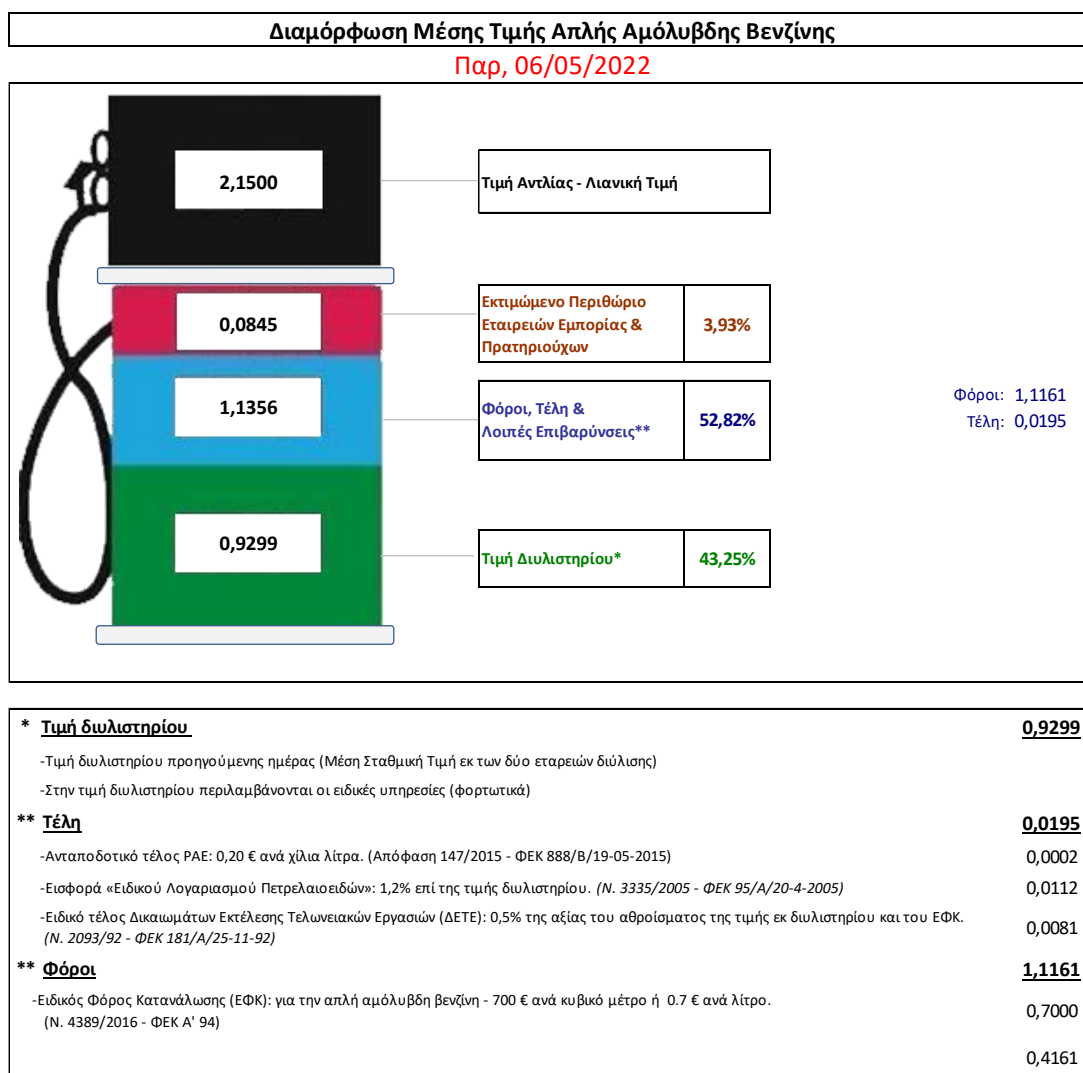 Διαμόρφωση Μέσης Τιμής Απλής Αμόλυβδης Βενζίνης
Παρ, 06/05/2022
2,1500
Τιμή Αντλίας - Λιανική Τιμή
0,0845
Εκτιμώμενο Περιθώριο
Εταιρειών Εμπορίας &
Πρατηριούχων
3,93%
1,1356
Φόροι, Τέλη &
Λοιπές Επιβαρύνσεις**
52,82%
Φόροι: 1,1161
Τέλη: 0,0195
0,9299
Τιμή Διυλιστηρίου*
43,25%
* Τιμή διυλιστηρίου 0,9299
-Τιμή διυλιστηρίου προηγούμενης ημέρας (Μέση Σταθμική Τιμή εκ των δύο εταρειών διύλισης)
-Στην τιμή διυλιστηρίου περιλαμβάνονται οι ειδικές υπηρεσίες (φορτωτικά)
** Τέλη 0,0195
-Ανταποδοτικό τέλος ΡΑΕ: 0,20 € ανά χίλια λίτρα. (Απόφαση 147/2015 - ΦΕΚ 888/Β/19-05-2015) 0,0002
-Εισφορά «Ειδικού Λογαριασμού Πετρελαιοειδών»: 1,2% επί της τιμής διυλιστηρίου. (Ν. 3335/2005 - ΦΕΚ 95/Α/20-4-2005) 0,0112
-Ειδικό τέλος Δικαιωμάτων Εκτέλεσης Τελωνειακών Εργασιών (ΔΕΤΕ): 0,5% της αξίας του αθροίσματος της τιμής εκ διυλιστηρίου και του ΕΦΚ.
(Ν. 2093/92 - ΦΕΚ 181/Α/25-11-92) 0,0081
** Φόροι 1,1161
-Ειδικός Φόρος Κατανάλωσης (ΕΦΚ): για την απλή αμόλυβδη βενζίνη - 700 € ανά κυβικό μέτρο ή 0.7 € ανά λίτρο.
(Ν. 4389/2016 - ΦΕΚ Α' 94) 0,7000
0,4161